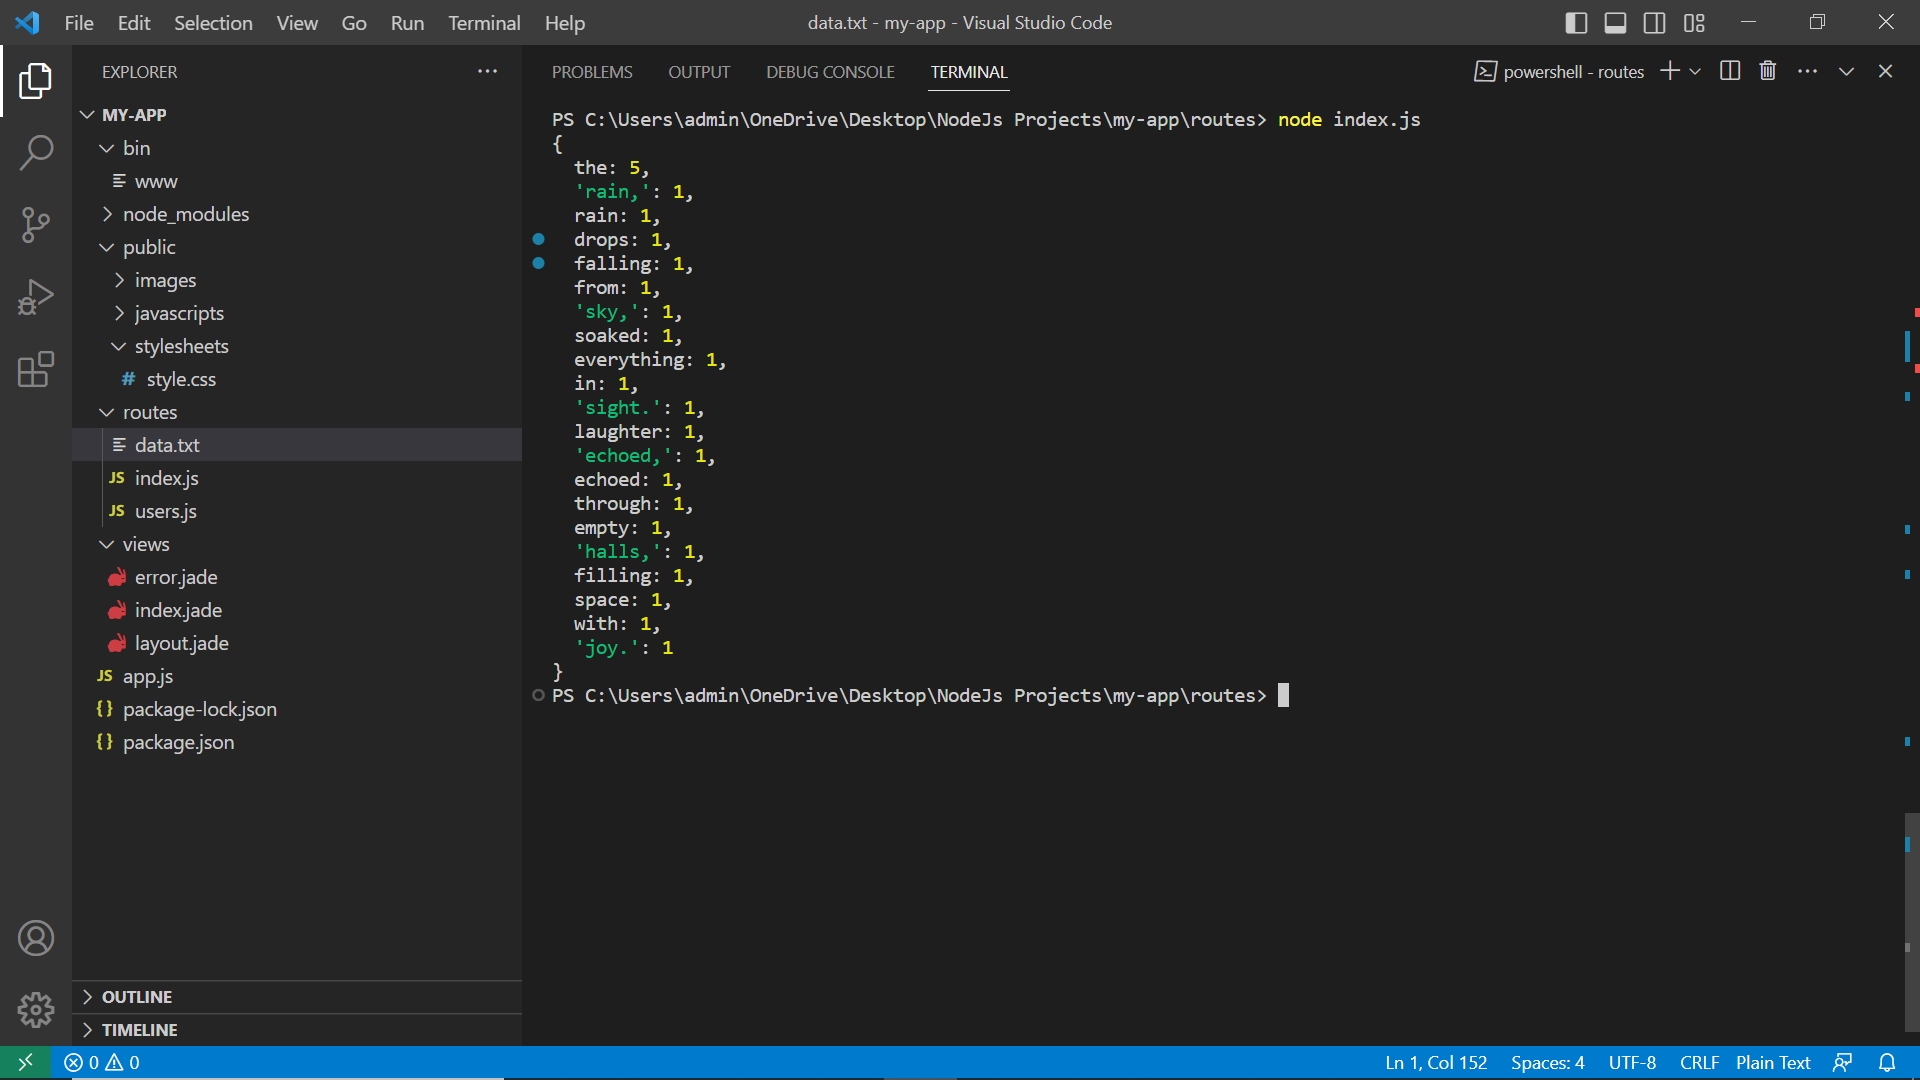 File Edit Selection View Go Run Terminal Help
data.txt - my-app - Visual Studio Code
EXPLORER
MY-APP
bin
www
node_modules
public
images
javascripts
stylesheets
# style.css
routes
data.txt
JS index.js
JS users.js
views
error.jade
index.jade
layout.jade
JS app.js
{} package-lock.json
{} package.json
OUTLINE
TIMELINE
PROBLEMS OUTPUT DEBUG CONSOLE TERMINAL
powershell - routes
PS C:\Users\admin\OneDrive\Desktop\NodeJs Projects\my-app\routes> node index.js
{
the: 5,
'rain,': 1,
rain: 1,
drops: 1,
falling: 1,
from: 1,
'sky,': 1,
soaked: 1,
everything: 1,
in: 1,
'sight.': 1,
laughter: 1,
'echoed,': 1,
echoed: 1,
through: 1,
empty: 1,
'halls,': 1,
filling: 1,
space: 1,
with: 1,
'joy.': 1
}
PS C:\Users\admin\OneDrive\Desktop\NodeJs Projects\my-app\routes>
0 0
Ln 1, Col 152 Spaces: 4 UTF-8 CRLF Plain Text